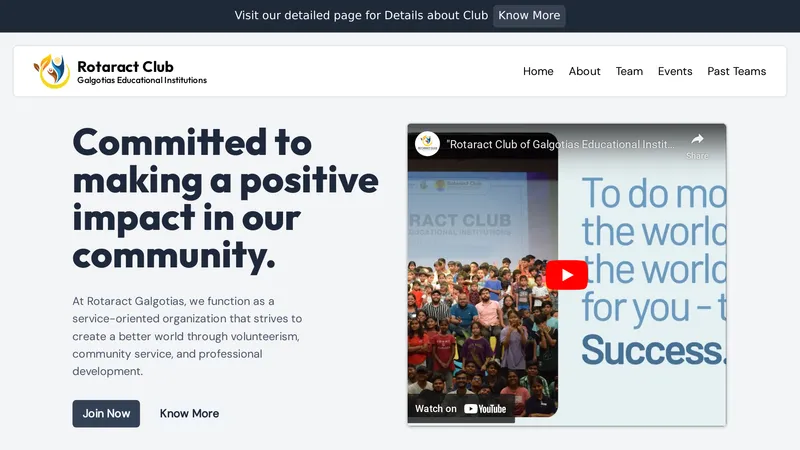 Visit our detailed page for Details about Club Know More
Rotaract Club
Galgotias Educational Institutions
Home About Team Events Past Teams
Committed to
making a positive
impact in our
community.
At Rotaract Galgotias, we function as a
service-oriented organization that strives to
create a better world through volunteerism,
community service, and professional
development.
Join Now Know More
"Rotaract Club of Galgotias Educational Instit...
Share
Rotaract Club
RACT CLUB
To do mo
the world
the world
for you - t
Success.
Watch on YouTube